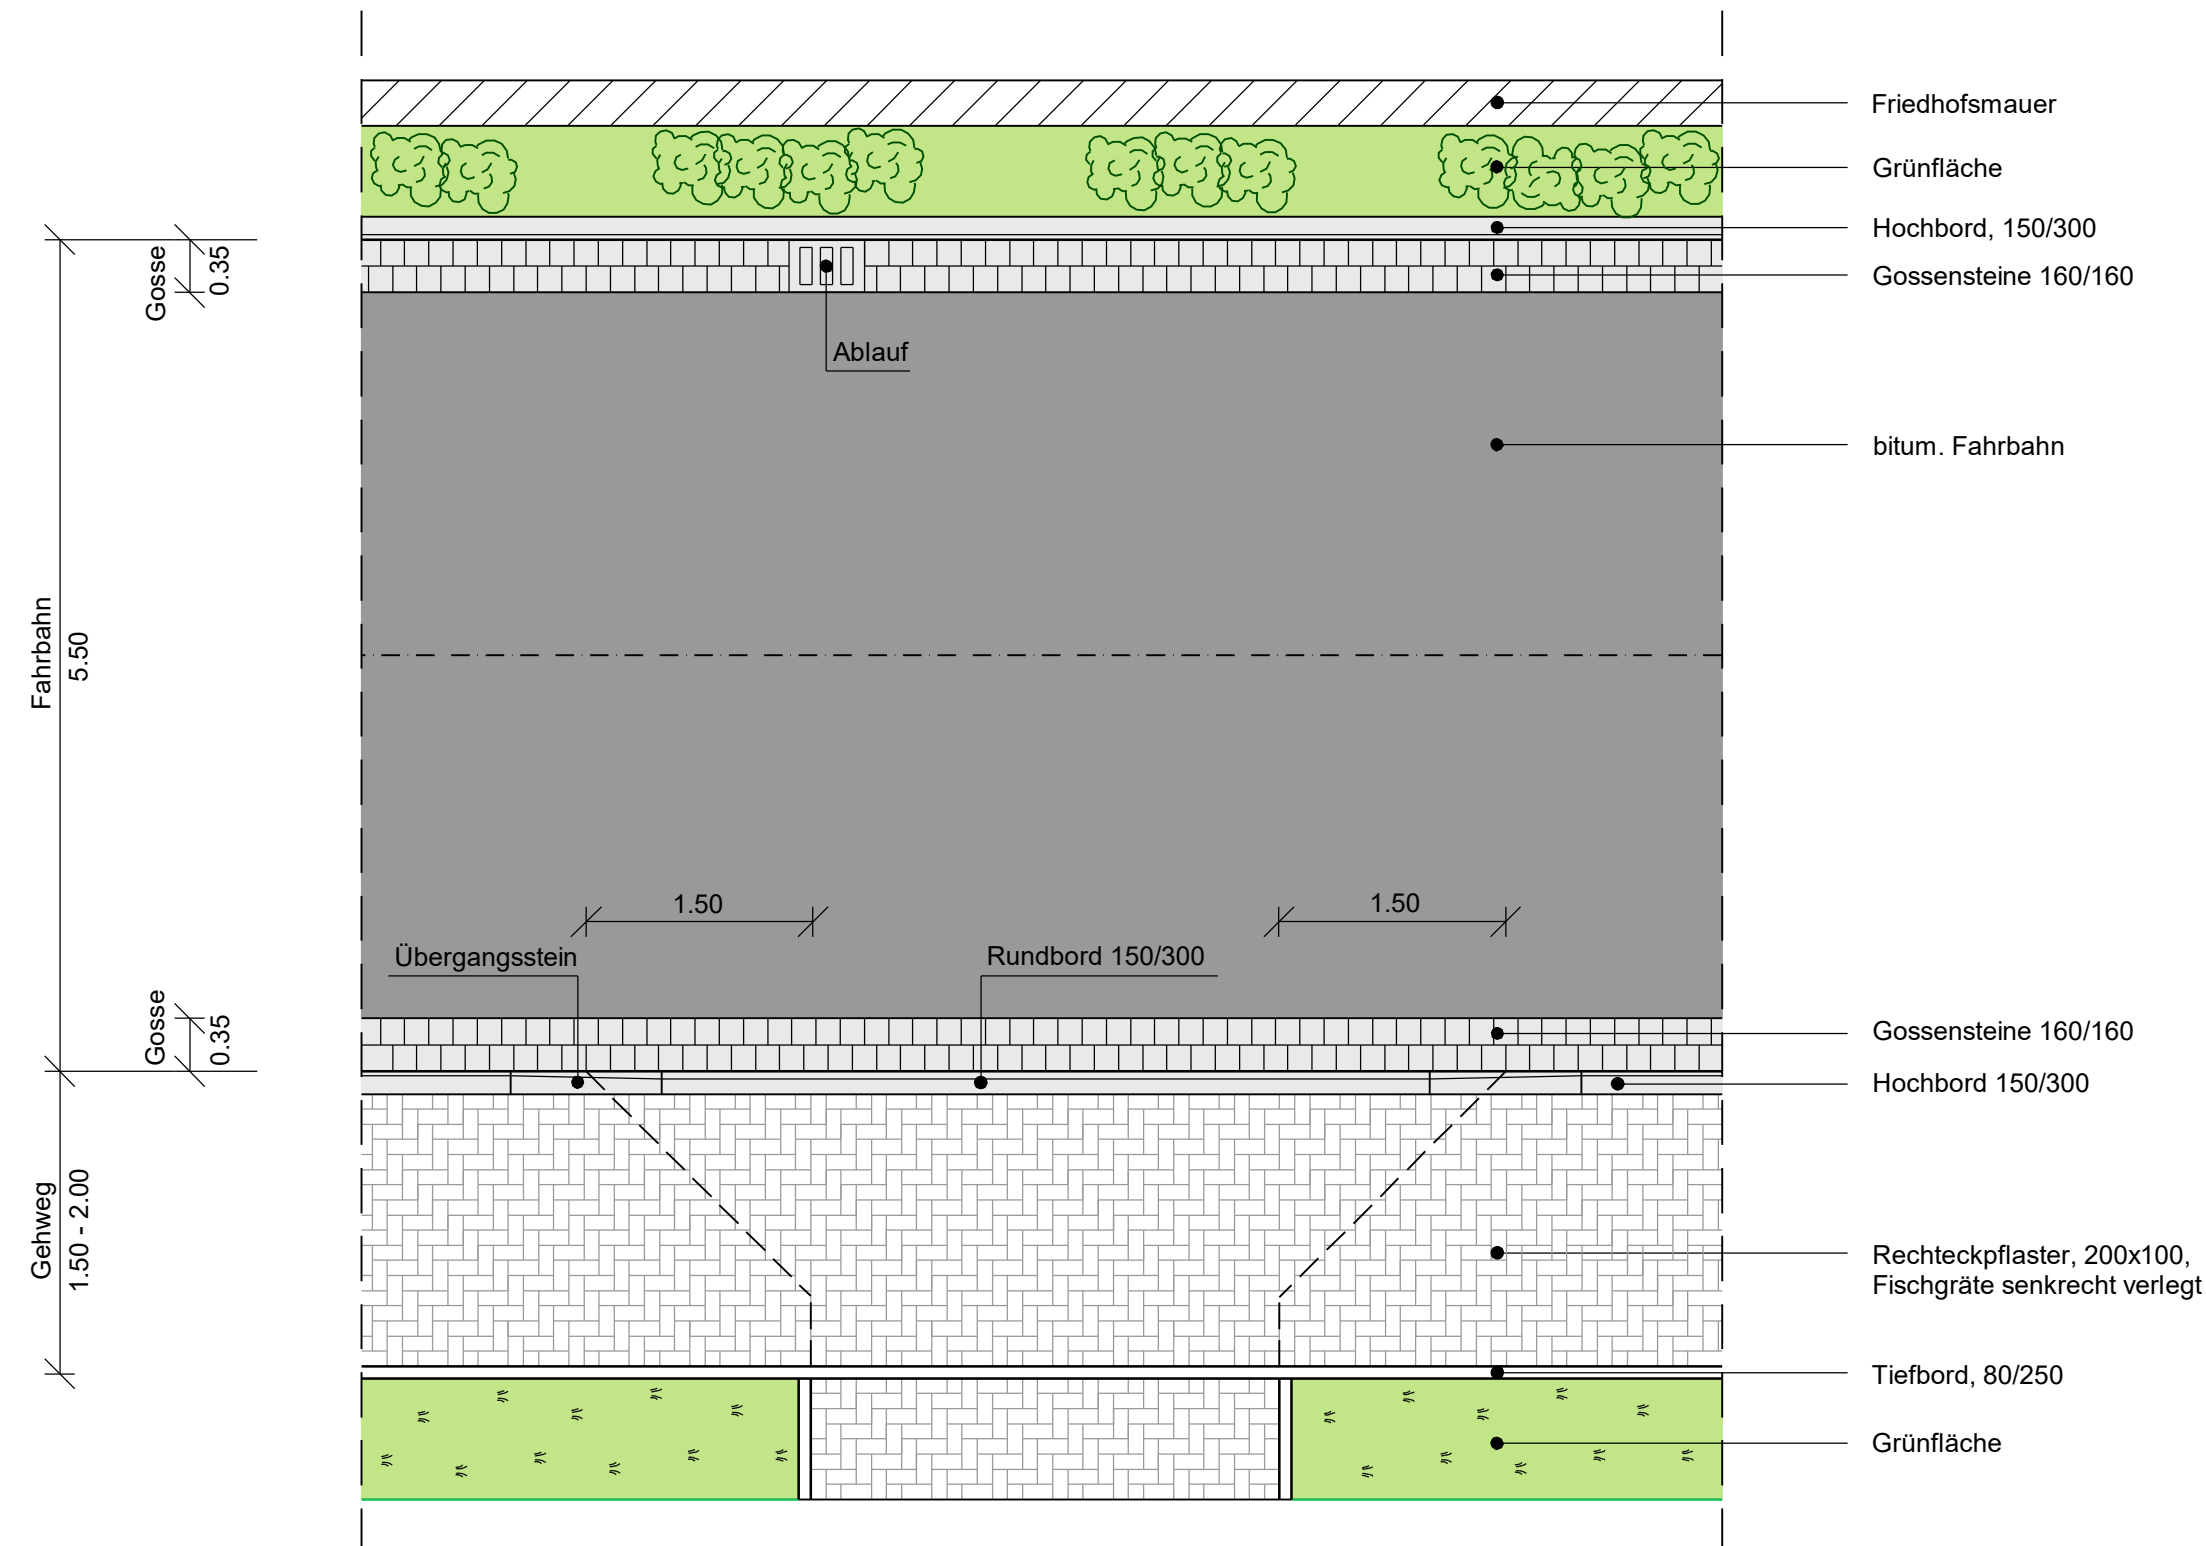 Friedhofsmauer
Grünfläche
Hochbord, 150/300
Gossensteine 160/160
Gosse
0.35
Ablauf
bitum. Fahrbahn
Fahrbahn
5.50
1.50
1.50
Übergangsstein
Rundbord 150/300
Gosse
0.35
Gossensteine 160/160
Hochbord 150/300
Gehweg
1.50 - 2.00
Rechteckpflaster, 200x100,
Fischgräte senkrecht verlegt
Tiefbord, 80/250
Grünfläche